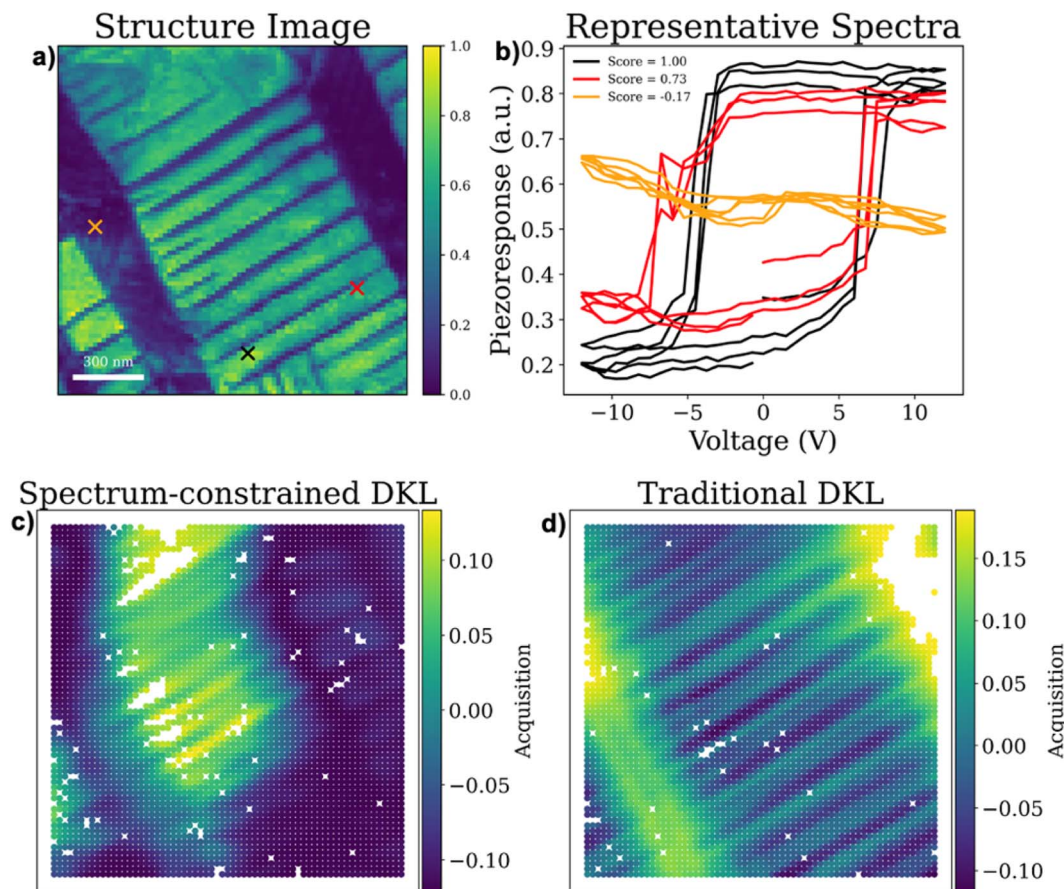 Structure Image
a)
1.0
0.8
0.6
0.4
0.2
0.0
300 nm
Representative Spectra
b)
Score = 1.00
Score = 0.73
Score = -0.17
Piezoresponse (a.u.)
0.9
0.8
0.7
0.6
0.5
0.4
0.3
0.2
−10
−5
0
5
10
Voltage (V)
Spectrum-constrained DKL
c)
0.10
0.05
0.00
−0.05
−0.10
Acquisition
Traditional DKL
d)
0.15
0.10
0.05
0.00
−0.05
−0.10
Acquisition